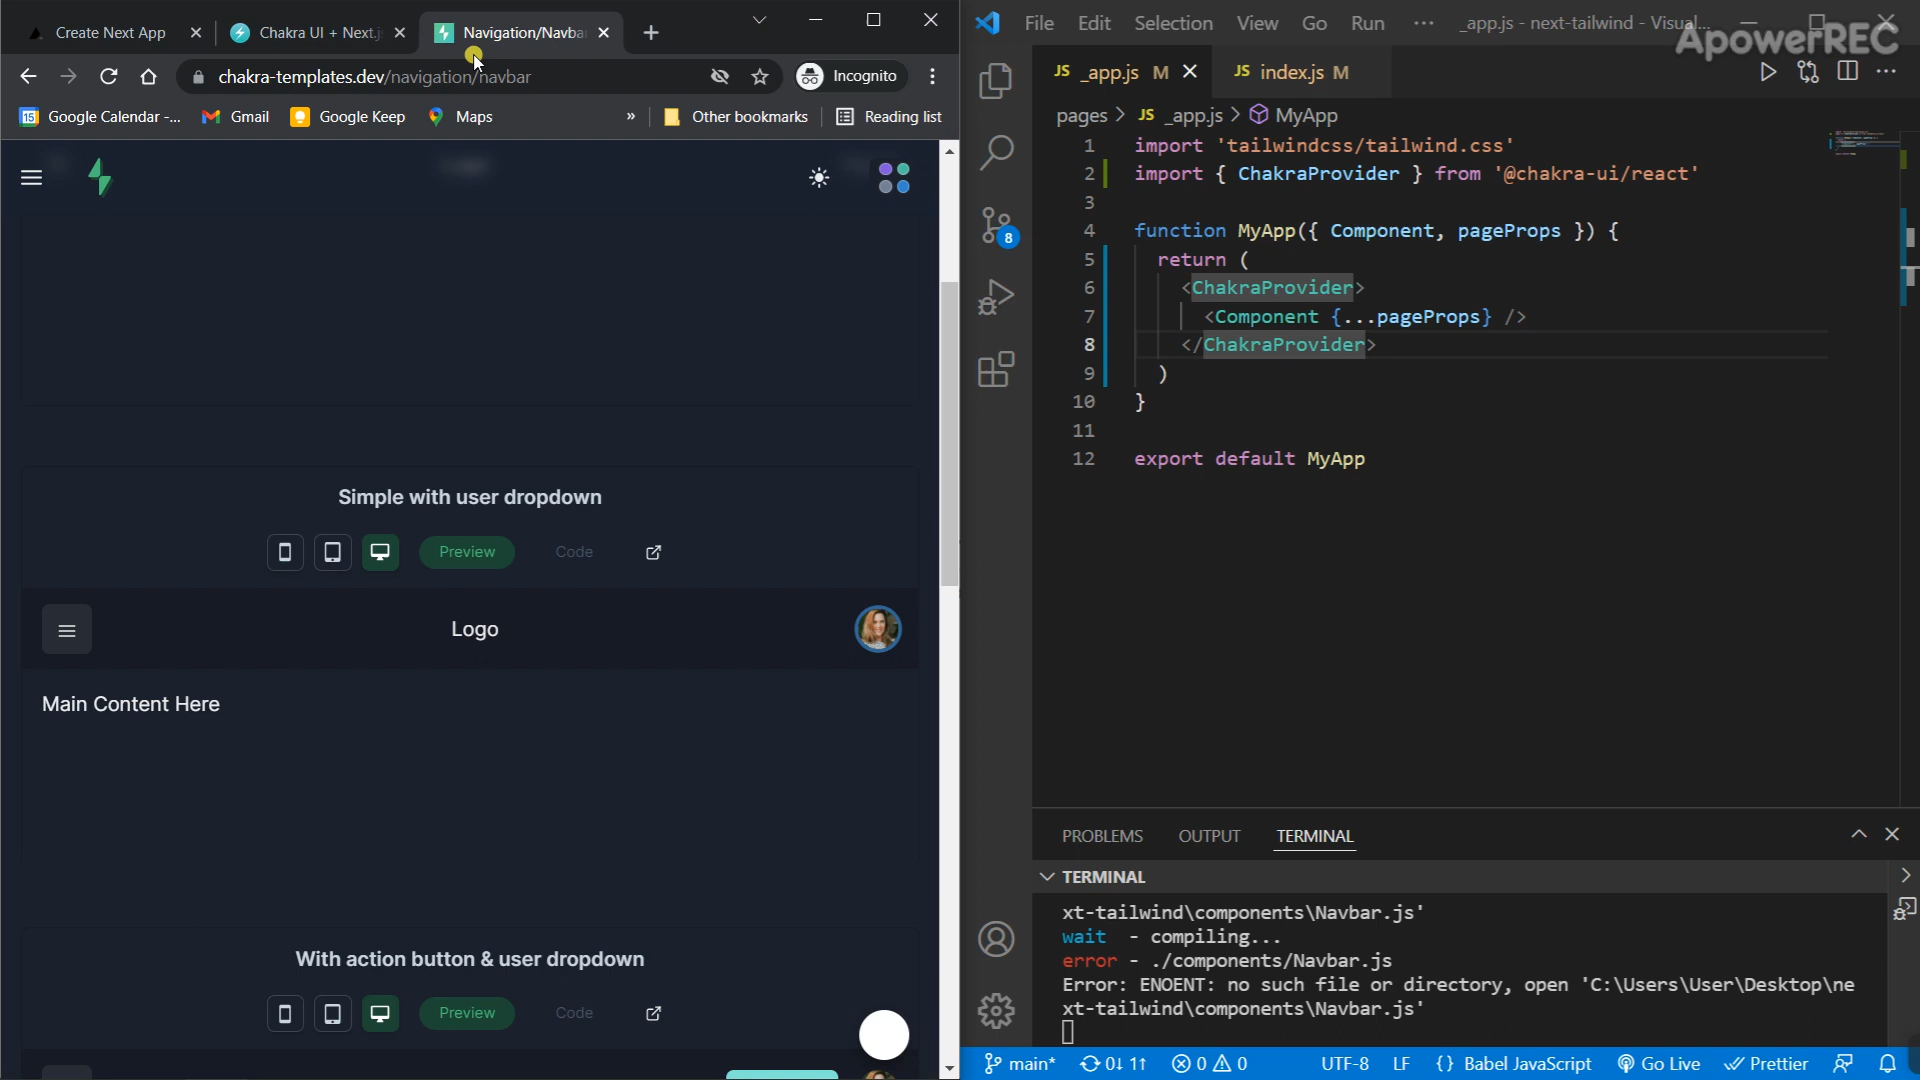 Create Next App
Chakra UI + Next.js
Navigation/Navba
chakra-templates.dev/navigation/navbar
Incognito
Google Calendar -...
Gmail
Google Keep
Maps
»
Other bookmarks
Reading list
Simple with user dropdown
Preview
Code
Logo
Main Content Here
With action button & user dropdown
Preview
Code
File Edit Selection View Go Run ··· _app.js - next-tailwind - Visual...
ApowerREC
JS _app.js M
JS index.js M
pages > JS _app.js > MyApp
8
1 import 'tailwindcss/tailwind.css'
2 import { ChakraProvider } from '@chakra-ui/react'
3
4 function MyApp({ Component, pageProps }) {
5 return (
6 <ChakraProvider>
7 <Component {...pageProps} />
8 </ChakraProvider>
9 )
10 }
11
12 export default MyApp
PROBLEMS OUTPUT TERMINAL
TERMINAL
xt-tailwind\components\Navbar.js'
wait - compiling...
error - ./components/Navbar.js
Error: ENOENT: no such file or directory, open 'C:\Users\User\Desktop\ne
xt-tailwind\components\Navbar.js'
main* 0↓ 1↑ 0 0 UTF-8 LF {} Babel JavaScript Go Live Prettier